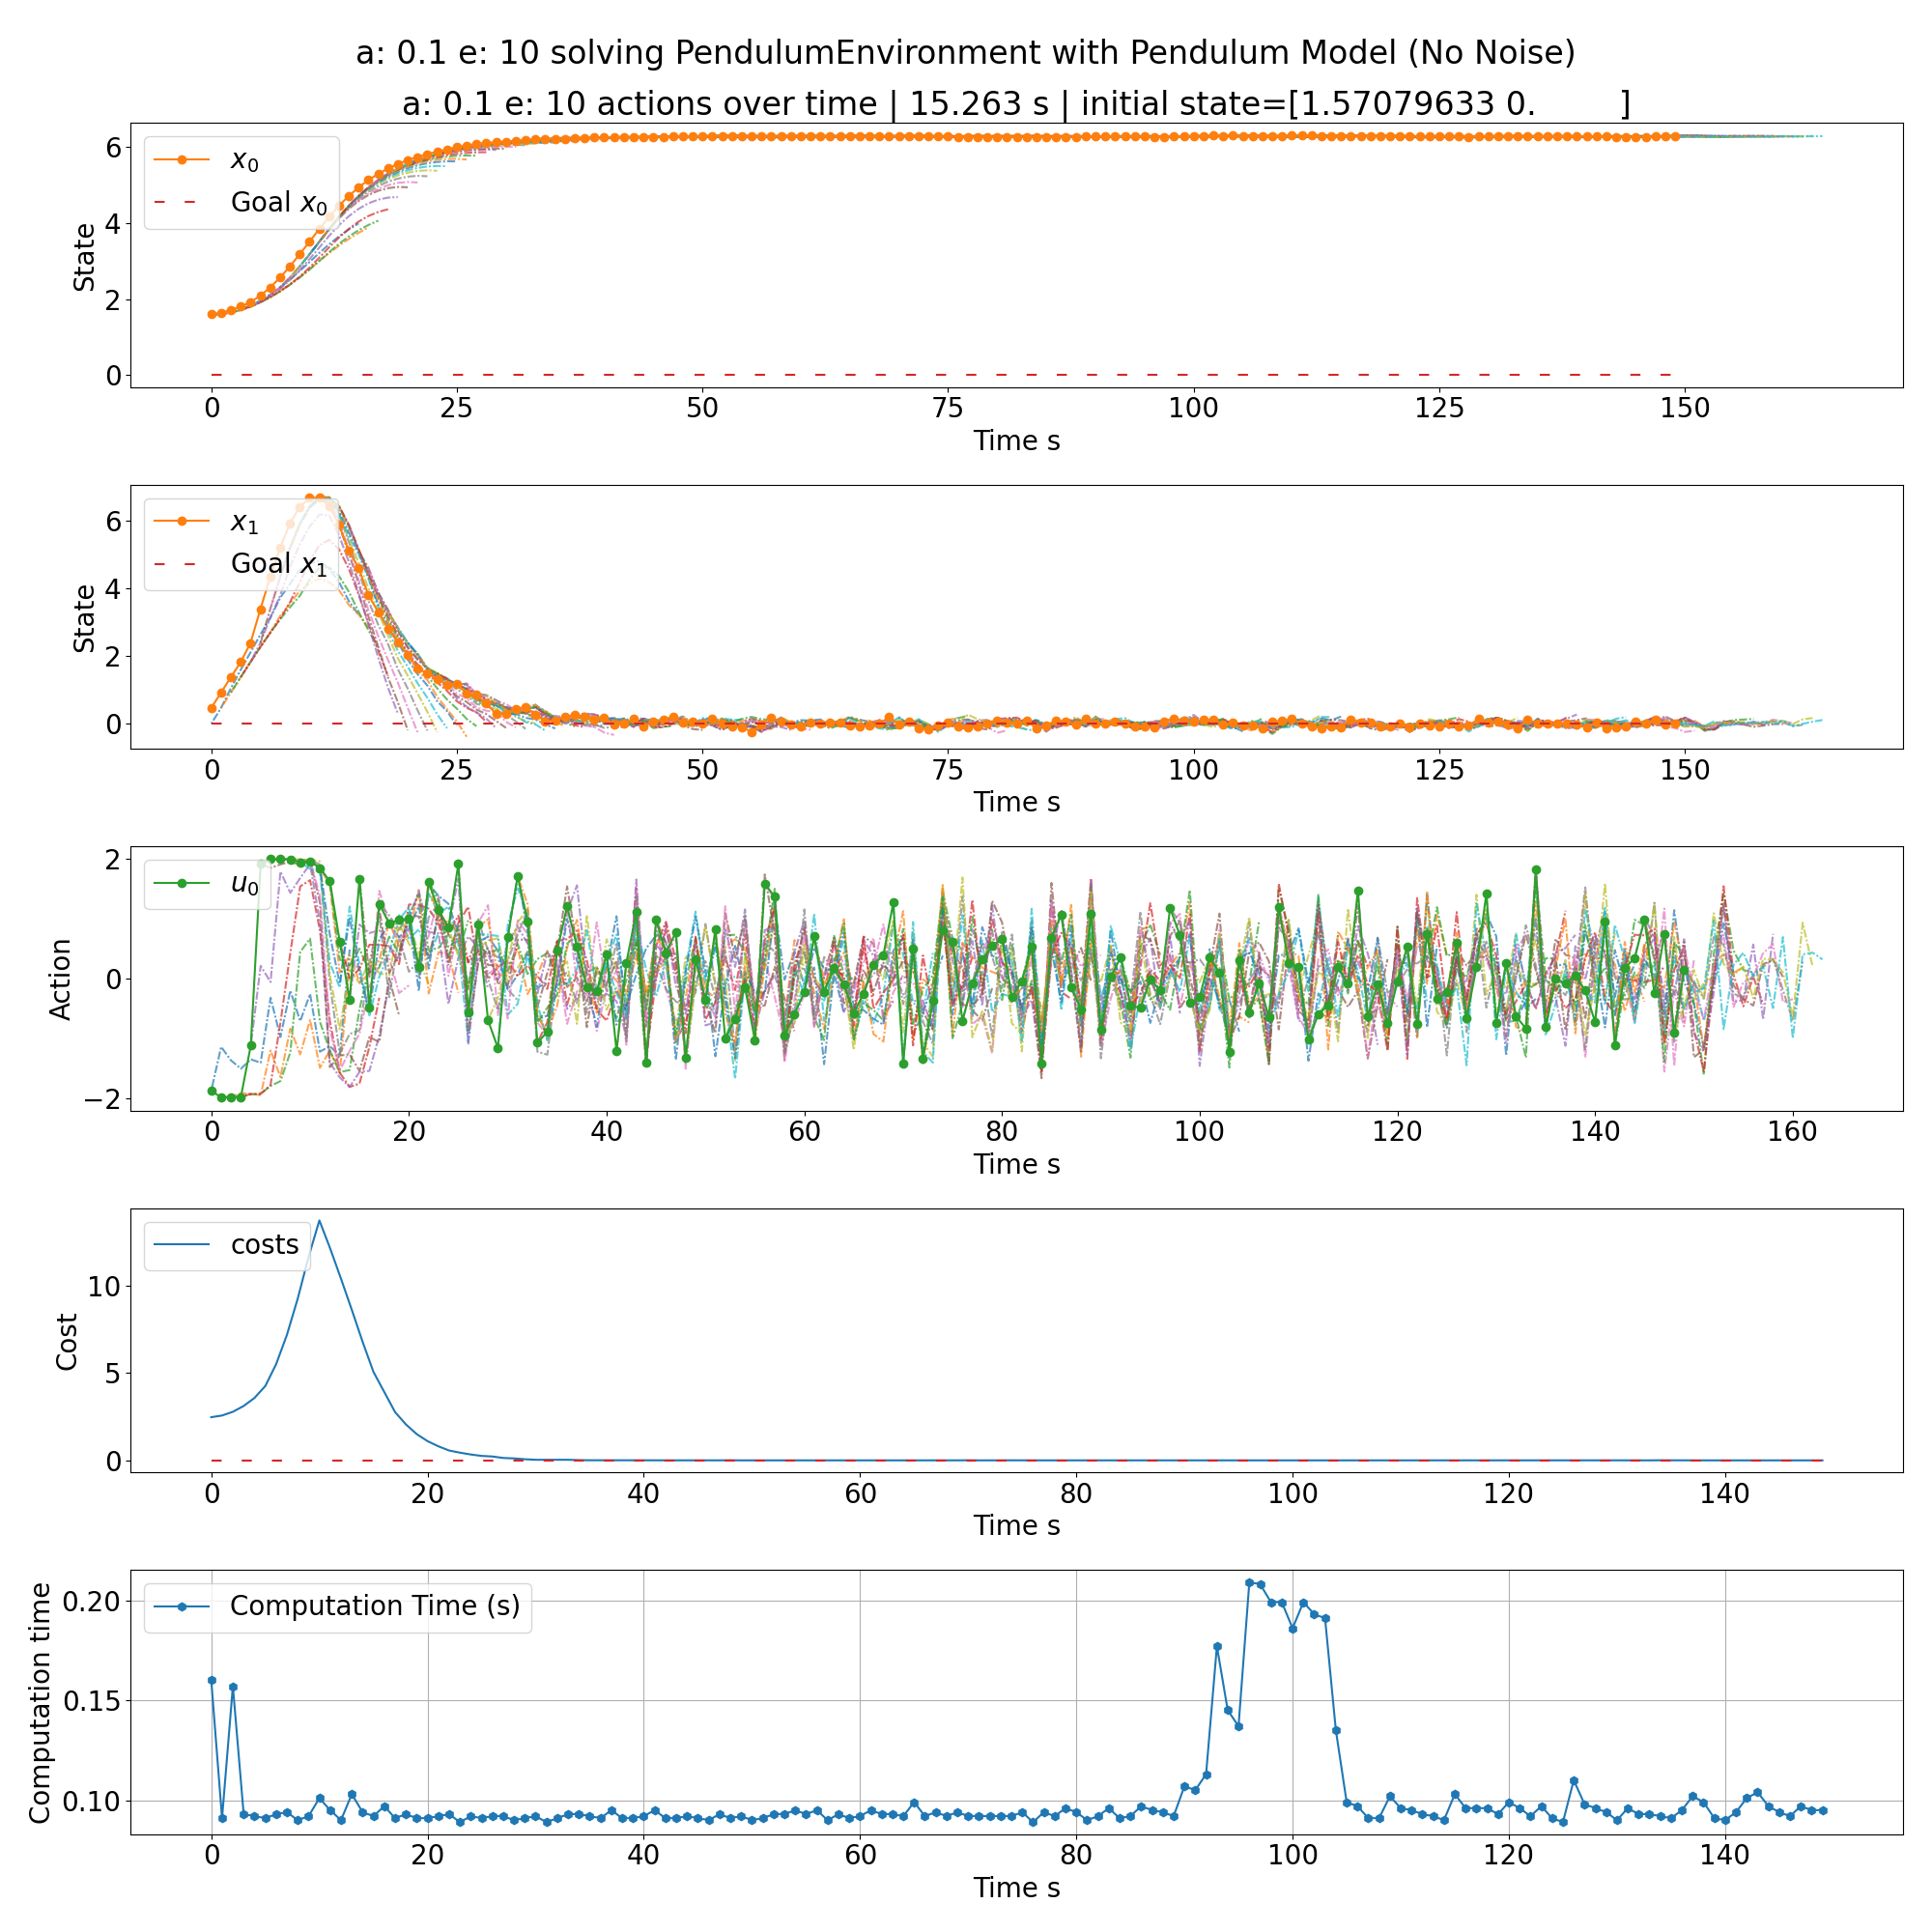 a: 0.1 e: 10 solving PendulumEnvironment with Pendulum Model (No Noise)
a: 0.1 e: 10 actions over time | 15.263 s | initial state=[1.57079633 0. ]
x₀
Goal x₀
State
6
4
2
0
0 25 50 75 100 125 150
Time s
x₁
Goal x₁
State
6
4
2
0
0 25 50 75 100 125 150
Time s
u₀
Action
2
0
−2
0 20 40 60 80 100 120 140 160
Time s
costs
Cost
10
5
0
0 20 40 60 80 100 120 140
Time s
Computation Time (s)
Computation time
0.20
0.15
0.10
0 20 40 60 80 100 120 140
Time s